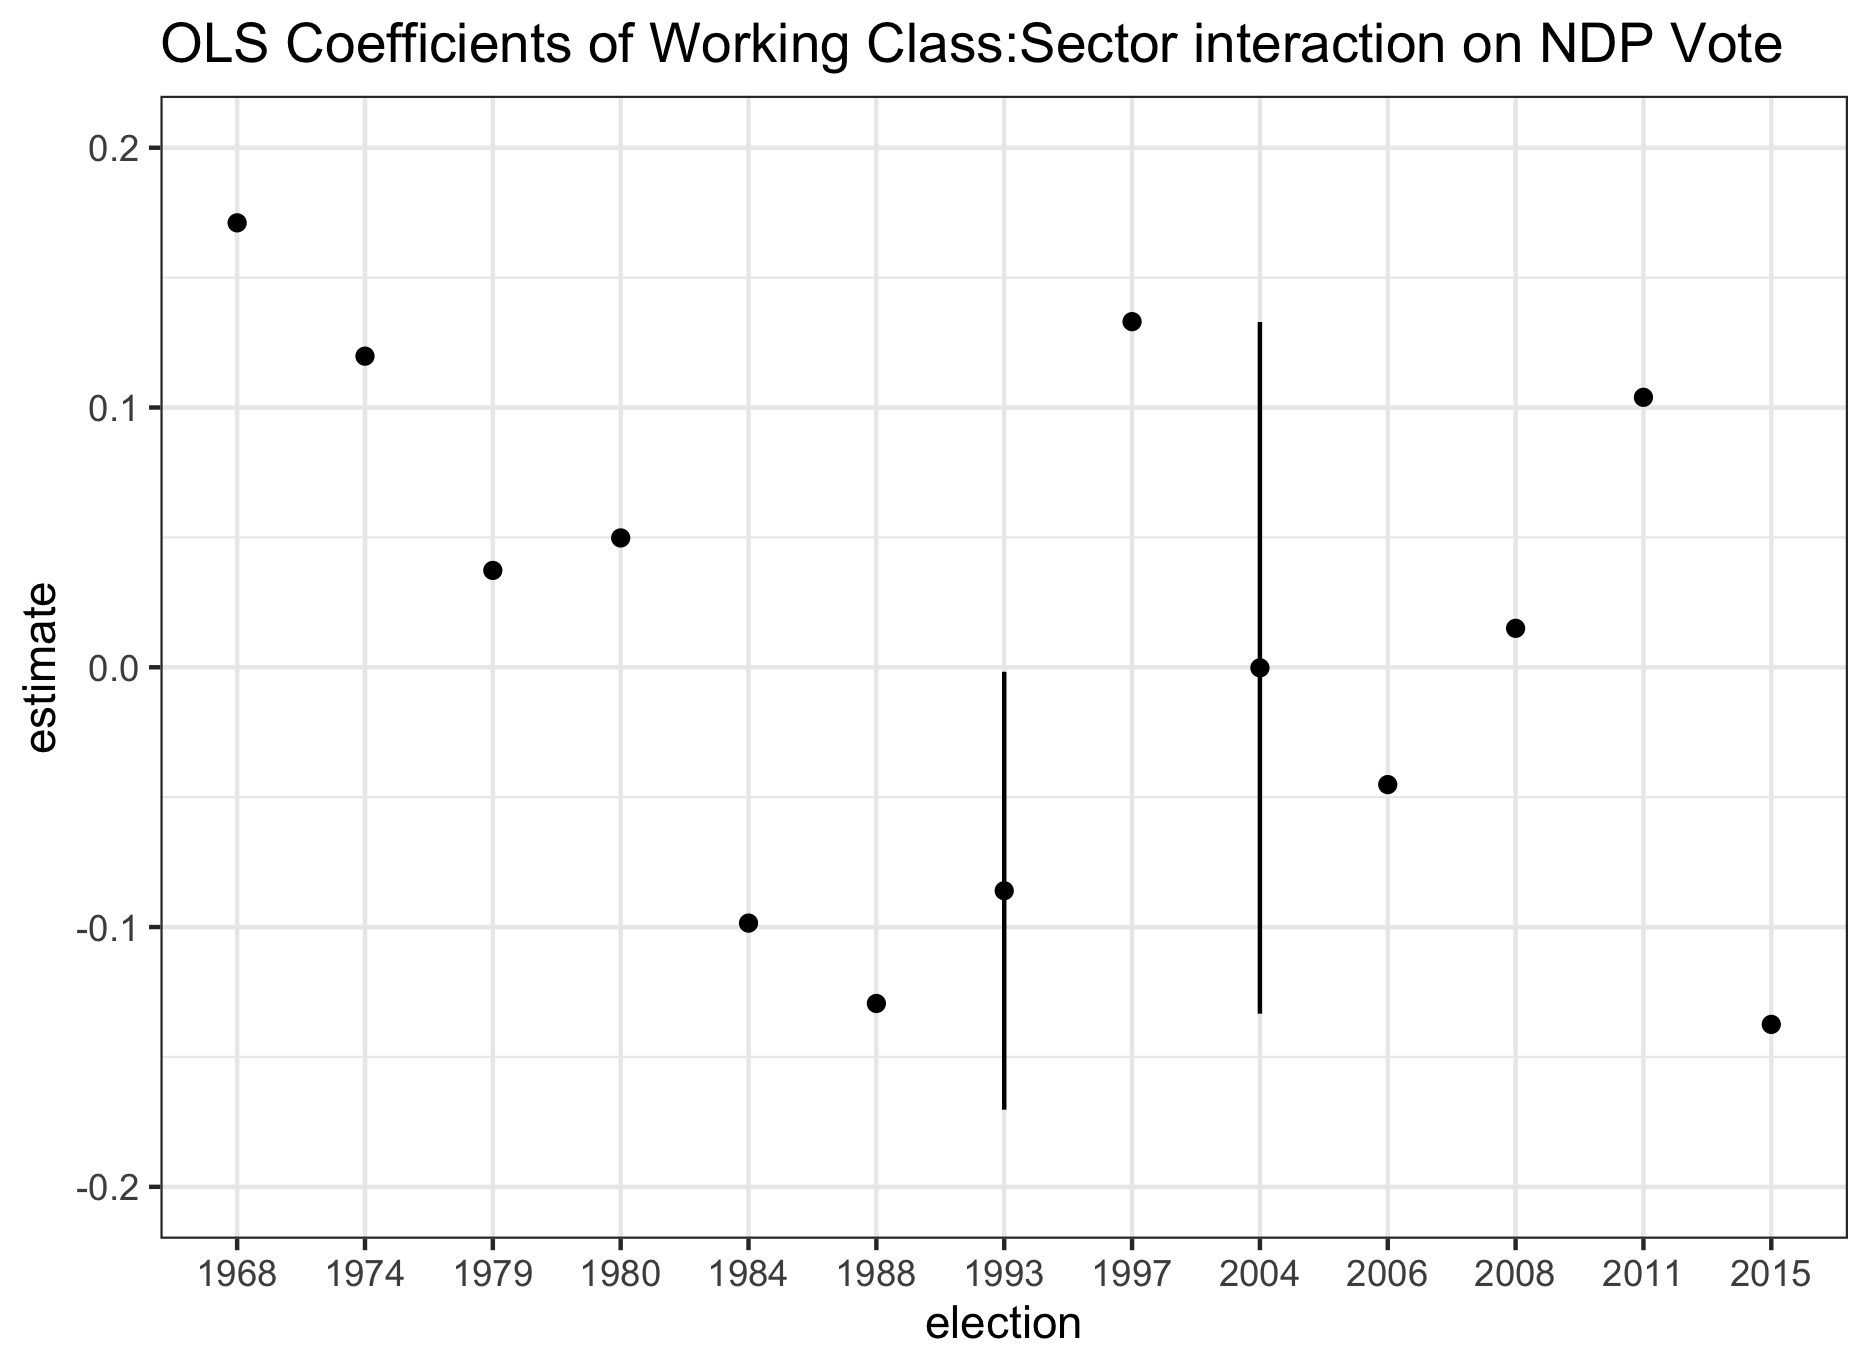 OLS Coefficients of Working Class:Sector interaction on NDP Vote
0.2
0.1
0.0
-0.1
-0.2
estimate
1968 1974 1979 1980 1984 1988 1993 1997 2004 2006 2008 2011 2015
election